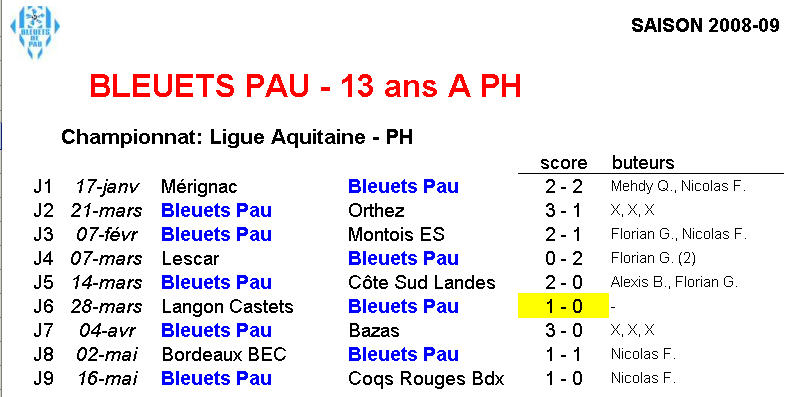 BLEUETS
DE
PAU
SAISON 2008-09
BLEUETS PAU - 13 ans A PH
Championnat: Ligue Aquitaine - PH
score buteurs
J1 17-janv Mérignac Bleuets Pau 2 - 2 Mehdy Q., Nicolas F.
J2 21-mars Bleuets Pau Orthez 3 - 1 X, X, X
J3 07-févr Bleuets Pau Montois ES 2 - 1 Florian G., Nicolas F.
J4 07-mars Lescar Bleuets Pau 0 - 2 Florian G. (2)
J5 14-mars Bleuets Pau Côte Sud Landes 2 - 0 Alexis B., Florian G.
J6 28-mars Langon Castets Bleuets Pau 1 - 0 -
J7 04-avr Bleuets Pau Bazas 3 - 0 X, X, X
J8 02-mai Bordeaux BEC Bleuets Pau 1 - 1 Nicolas F.
J9 16-mai Bleuets Pau Coqs Rouges Bdx 1 - 0 Nicolas F.